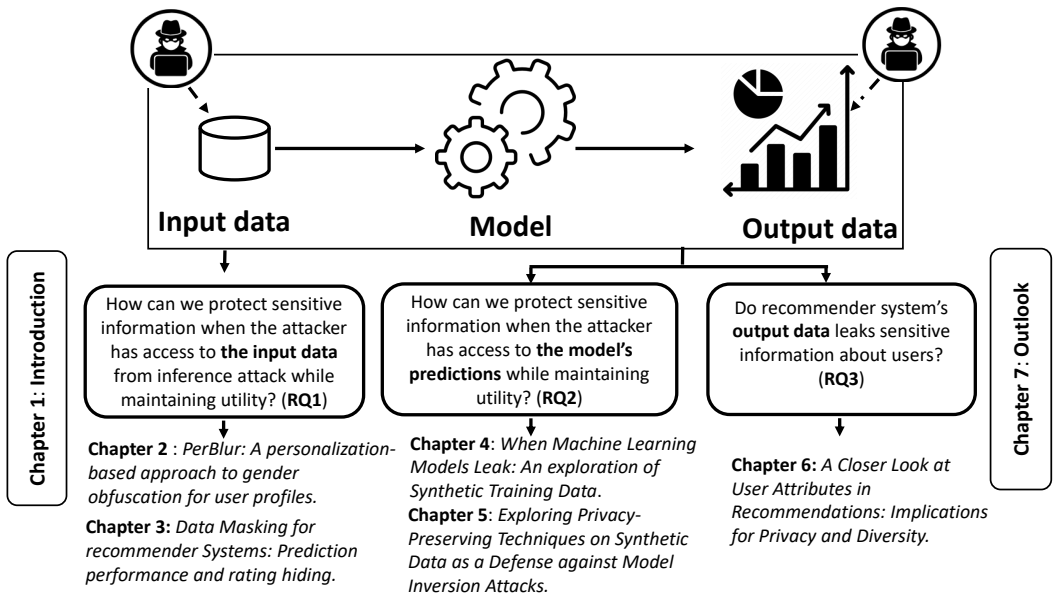 Input data
Model
Output data
Chapter 1: Introduction
How can we protect sensitive
information when the attacker
has access to the input data
from inference attack while
maintaining utility? (RQ1)
How can we protect sensitive
information when the attacker
has access to the model's
predictions while maintaining
utility? (RQ2)
Do recommender system's
output data leaks sensitive
information about users?
(RQ3)
Chapter 7: Outlook
Chapter 2 : PerBlur: A personalization-
based approach to gender
obfuscation for user profiles.
Chapter 3: Data Masking for
recommender Systems: Prediction
performance and rating hiding.
Chapter 4: When Machine Learning
Models Leak: An exploration of
Synthetic Training Data.
Chapter 5: Exploring Privacy-
Preserving Techniques on Synthetic
Data as a Defense against Model
Inversion Attacks.
Chapter 6: A Closer Look at
User Attributes in
Recommendations: Implications
for Privacy and Diversity.